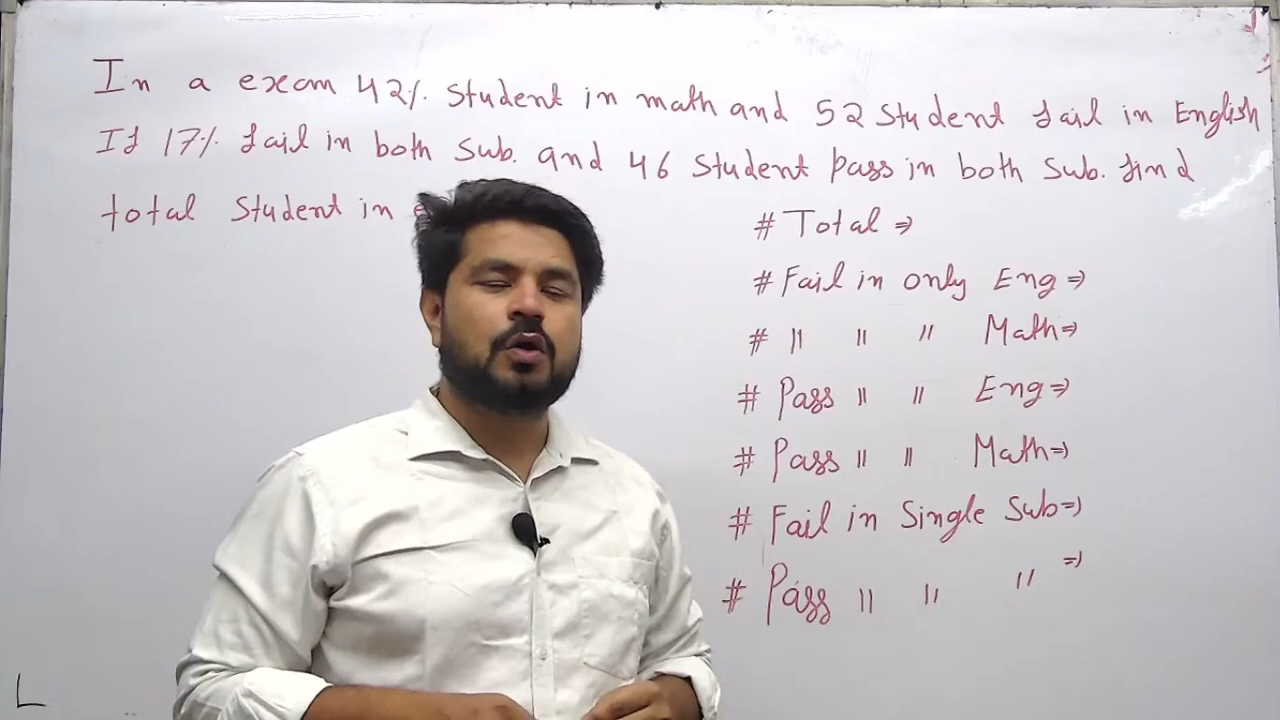 In a exam 42%. Student in math and 52 Student fail in English
If 17%. fail in both Sub. and 46 Student pass in both Sub. find
total Student in
# Total ⇒
# Fail in only Eng ⇒
# 〃 〃 〃 Math ⇒
# Pass 〃 〃 Eng ⇒
# Pass 〃 〃 Math ⇒
# Fail in Single Sub ⇒
# Pass 〃 〃 〃 ⇒